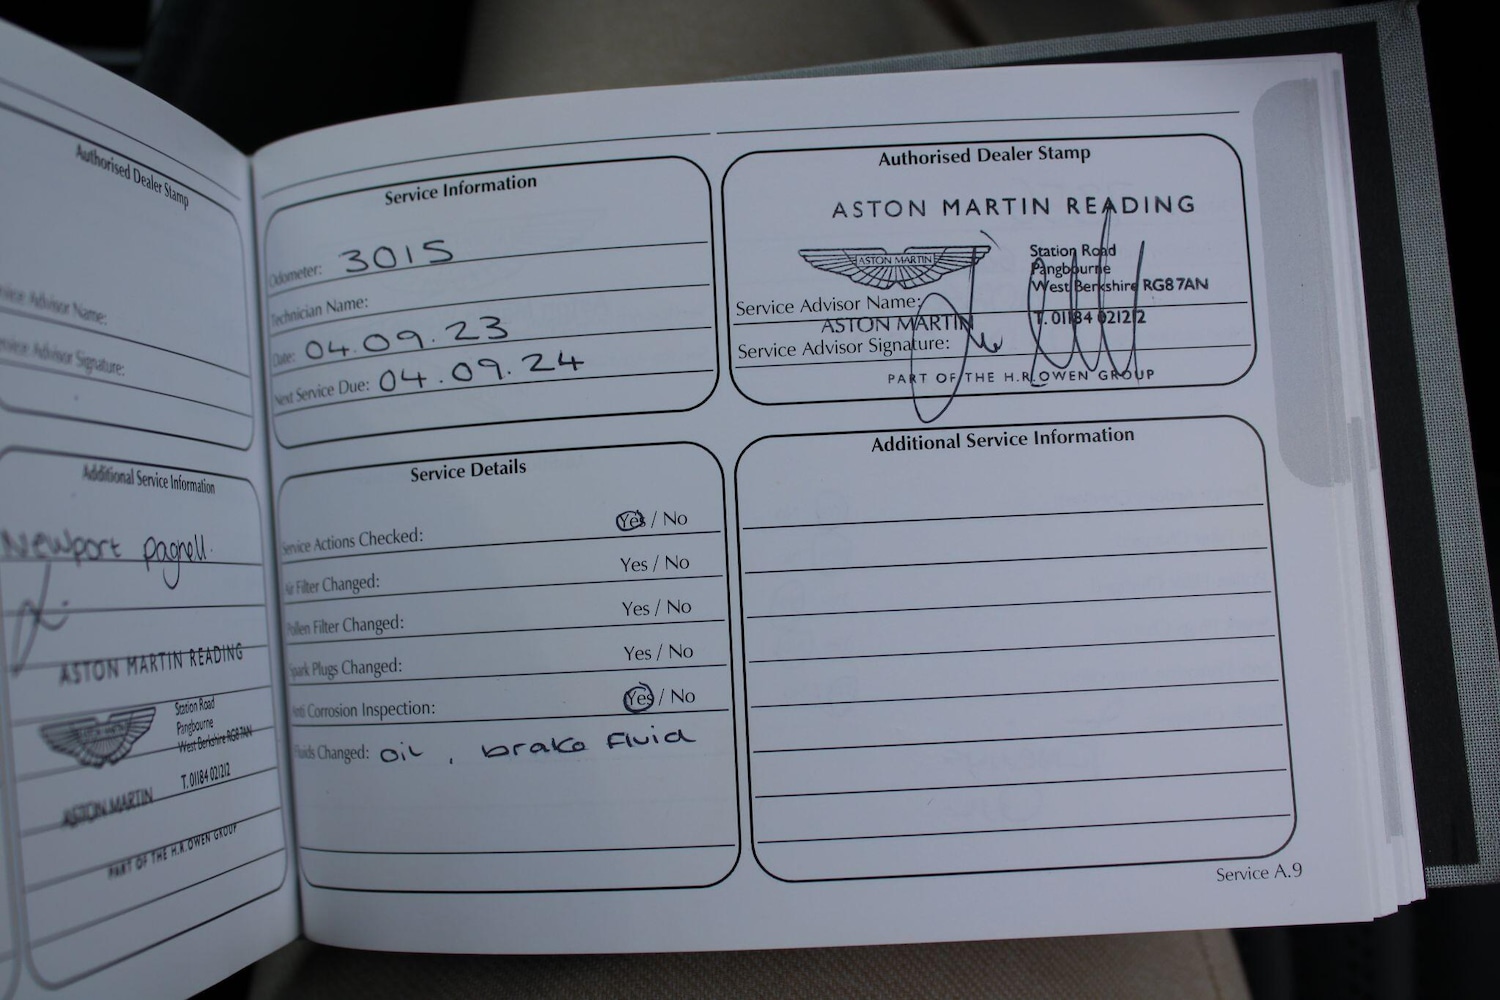 Authorised Dealer Stamp
Service Advisor Name:
Service Advisor Signature:
Additional Service Information
Newport Pagnell.
ASTON MARTIN READING
ASTON MARTIN
Station Road
Pangbourne
West Berkshire RG8 7AN
T. 01184 021212
ASTON MARTIN
PART OF THE H.R.OWEN GROUP
Service Information
Odometer: 3015
Technician Name:
Date: 04.09.23
Next Service Due: 04.09.24
Authorised Dealer Stamp
ASTON MARTIN READING
ASTON MARTIN
Station Road
Pangbourne
West Berkshire RG8 7AN
Service Advisor Name:
T. 01184 021212
ASTON MARTIN
Service Advisor Signature:
PART OF THE H.R.OWEN GROUP
Service Details
Service Actions Checked: Yes / No
Air Filter Changed: Yes / No
Pollen Filter Changed: Yes / No
Spark Plugs Changed: Yes / No
Anti Corrosion Inspection: Yes / No
Fluids Changed: oil , brake fluid
Additional Service Information
Service A.9